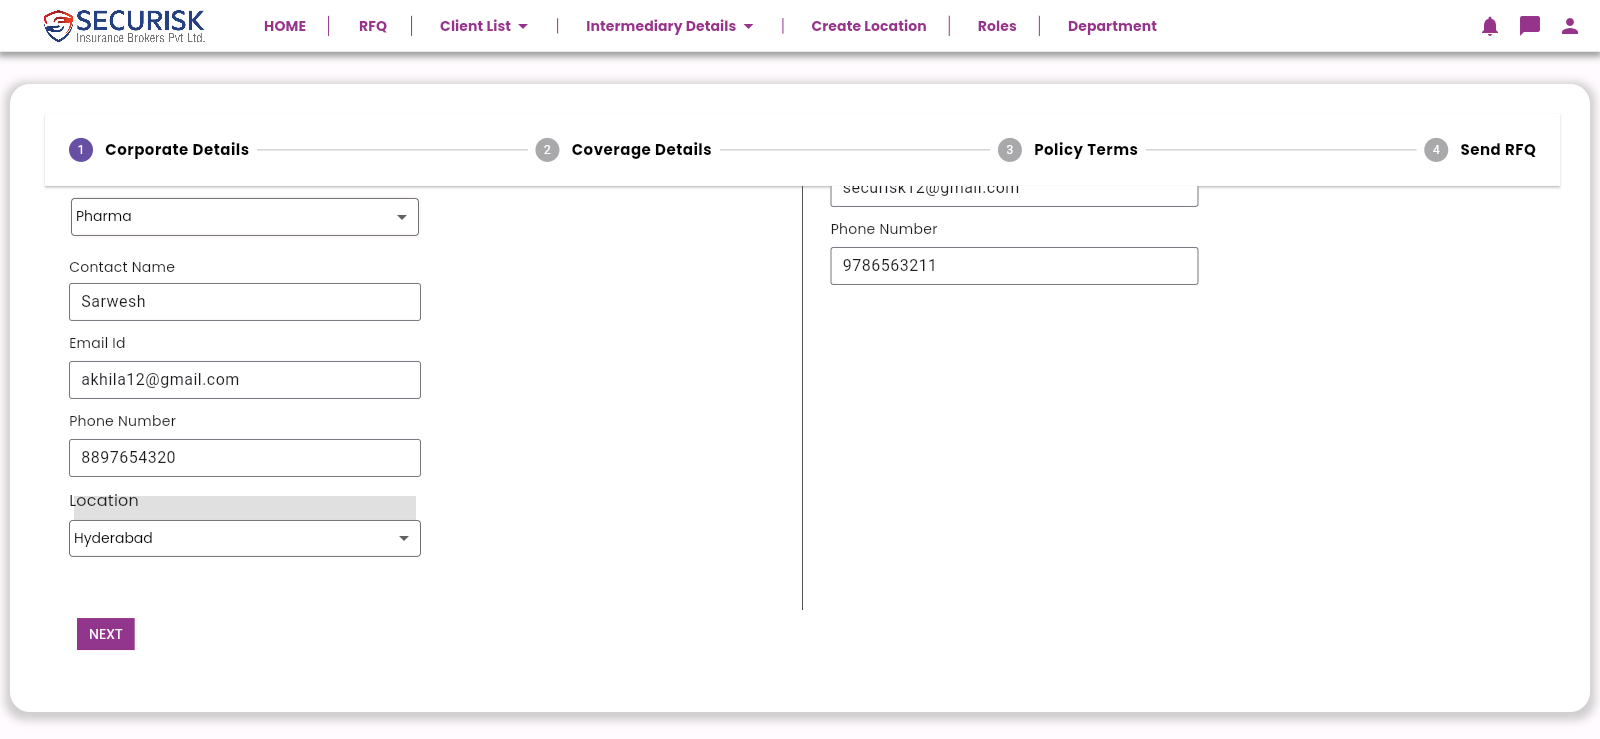 SECURISK
Insurance Brokers Pvt Ltd.
HOME
RFQ
Client List
Intermediary Details
Create Location
Roles
Department
1 Corporate Details
2 Coverage Details
3 Policy Terms
4 Send RFQ
Pharma
Contact Name
Sarwesh
Email Id
akhila12@gmail.com
Phone Number
8897654320
Location
Hyderabad
NEXT
securisk12@gmail.com
Phone Number
9786563211